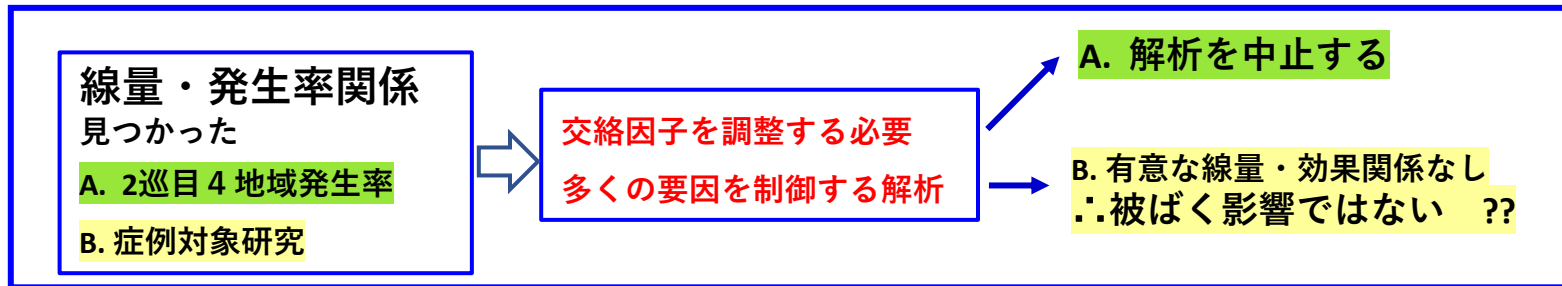 線量・発生率関係
見つかった
A. 2巡目４地域発生率
B. 症例対象研究
交絡因子を調整する必要
多くの要因を制御する解析
A. 解析を中止する
B. 有意な線量・効果関係なし
∴被ばく影響ではない ??